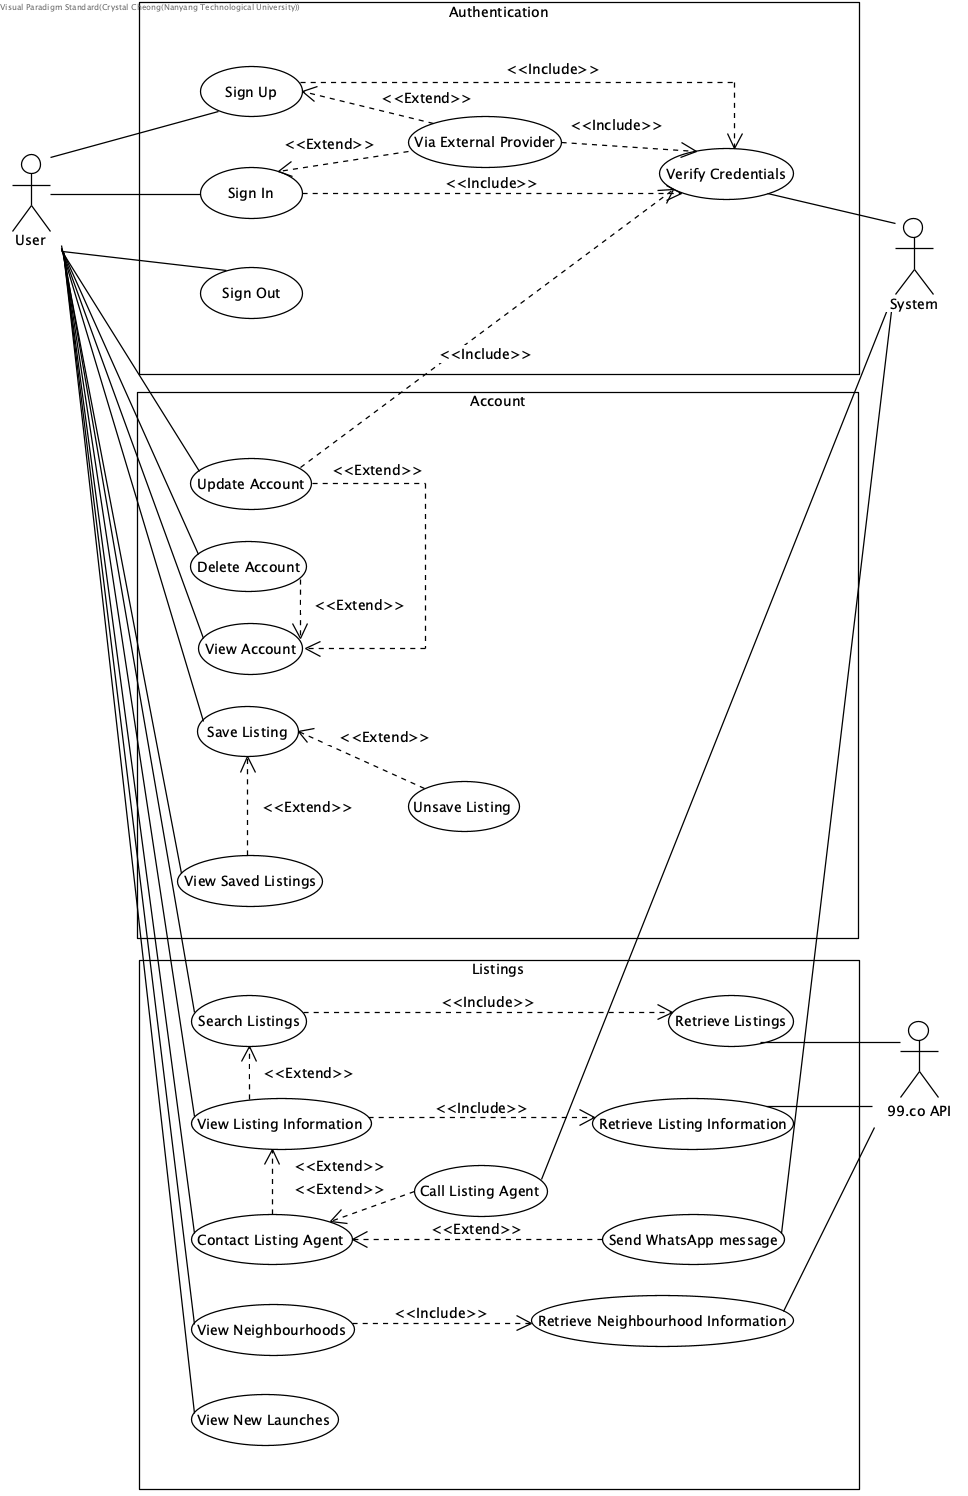 Visual Paradigm Standard(Crystal Cheong(Nanyang Technological University))
Authentication
<<Include>>
Sign Up
<<Extend>>
<<Include>>
<<Extend>>
Via External Provider
Verify Credentials
<<Include>>
Sign In
User
Sign Out
System
<<Include>>
Account
<<Extend>>
Update Account
Delete Account
<<Extend>>
View Account
Save Listing
<<Extend>>
<<Extend>>
Unsave Listing
View Saved Listings
Listings
<<Include>>
Search Listings
Retrieve Listings
<<Extend>>
<<Include>>
99.co API
View Listing Information
Retrieve Listing Information
<<Extend>>
<<Extend>>
Call Listing Agent
<<Extend>>
Contact Listing Agent
Send WhatsApp message
<<Include>>
Retrieve Neighbourhood Information
View Neighbourhoods
View New Launches